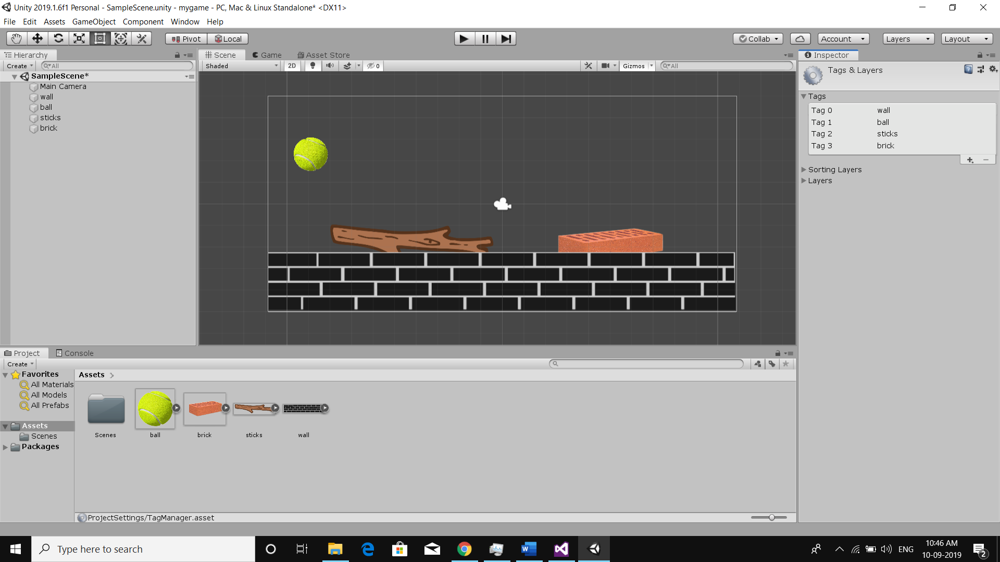 Unity 2019.1.6f1 Personal - SampleScene.unity - mygame - PC, Mac & Linux Standalone* <DX11>
File Edit Assets GameObject Component Window Help
Pivot Local Collab Account Layers Layout
Hierarchy
Create All
SampleScene*
Main Camera
wall
ball
sticks
brick
Scene Game Asset Store
Shaded 2D 0 Gizmos All
Inspector
Tags & Layers
Tags
Tag 0 wall
Tag 1 ball
Tag 2 sticks
Tag 3 brick
Sorting Layers
Layers
Project Console
Create
Favorites
All Materials
All Models
All Prefabs
Assets
Scenes
Packages
Assets
Scenes ball brick sticks wall
ProjectSettings/TagManager.asset
Type here to search
ENG
10:46 AM
10-09-2019
2